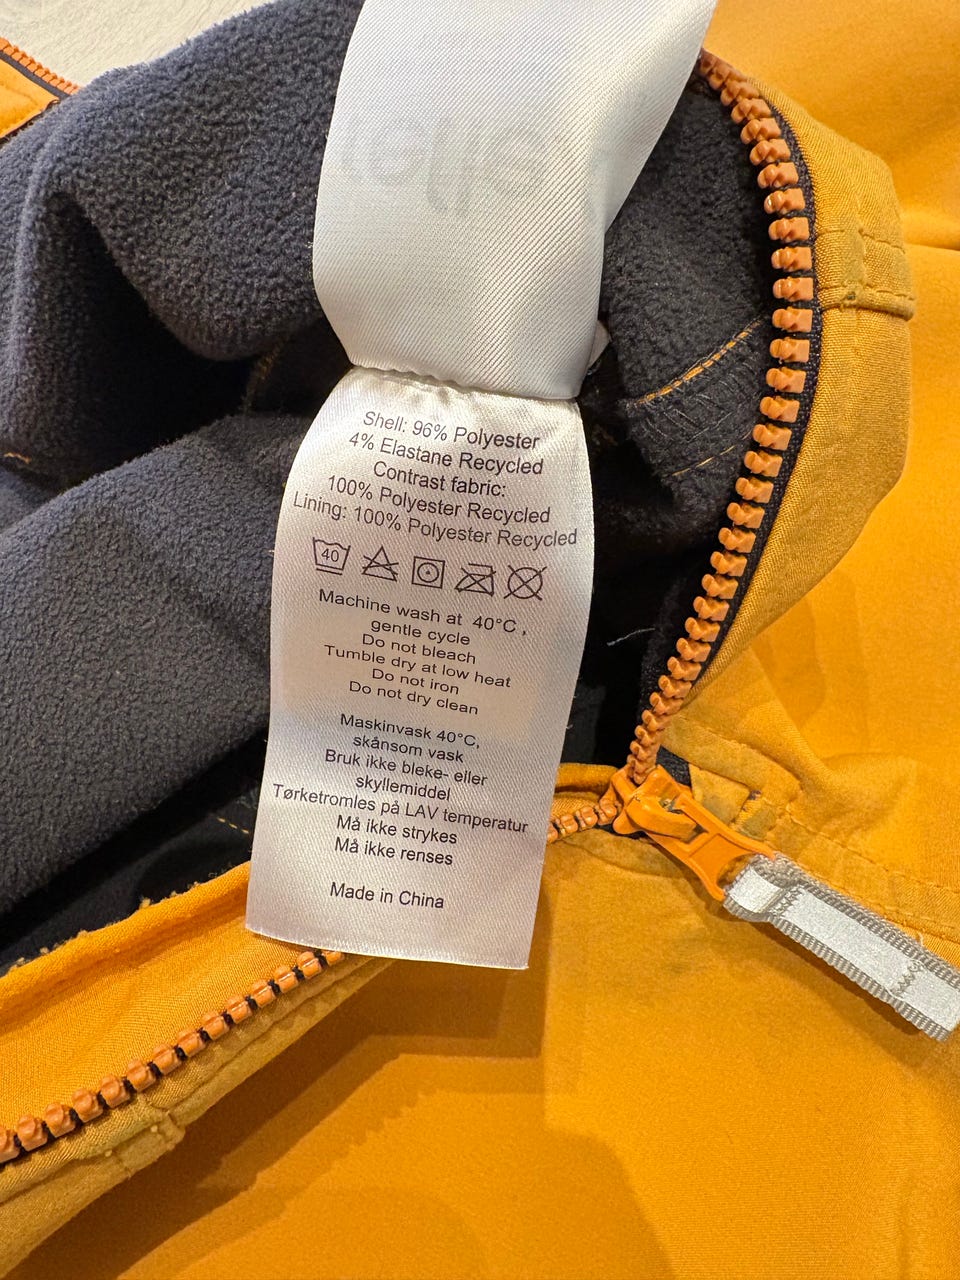 Shell: 96% Polyester
4% Elastane Recycled
Contrast fabric:
100% Polyester Recycled
Lining: 100% Polyester Recycled
40
Machine wash at 40°C ,
gentle cycle
Do not bleach
Tumble dry at low heat
Do not iron
Do not dry clean
Maskinvask 40°C,
skånsom vask
Bruk ikke bleke- eller
skyllemiddel
Tørketromles på LAV temperatur
Må ikke strykes
Må ikke renses
Made in China